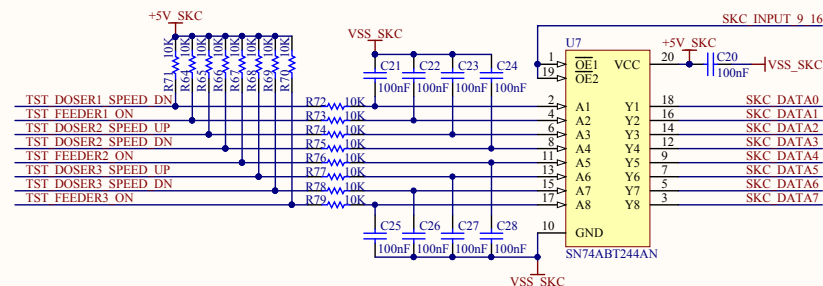 +5V_SKC
R71 10K
R64 10K
R65 10K
R66 10K
R67 10K
R68 10K
R69 10K
R70 10K
VSS_SKC
C21 100nF
C22 100nF
C23 100nF
C24 100nF
SKC_INPUT_9_16
U7
+5V_SKC
C20
100nF
VSS_SKC
1 OE1 VCC 20
19 OE2
TST_DOSER1_SPEED_DN R72 10K 2 A1 Y1 18 SKC_DATA0
TST_FEEDER1_ON R73 10K 4 A2 Y2 16 SKC_DATA1
TST_DOSER2_SPEED_UP R74 10K 6 A3 Y3 14 SKC_DATA2
TST_DOSER2_SPEED_DN R75 10K 8 A4 Y4 12 SKC_DATA3
TST_FEEDER2_ON R76 10K 11 A5 Y5 9 SKC_DATA4
TST_DOSER3_SPEED_UP R77 10K 13 A6 Y6 7 SKC_DATA5
TST_DOSER3_SPEED_DN R78 10K 15 A7 Y7 5 SKC_DATA6
TST_FEEDER3_ON R79 10K 17 A8 Y8 3 SKC_DATA7
C25 100nF
C26 100nF
C27 100nF
C28 100nF
10 GND
SN74ABT244AN
VSS_SKC